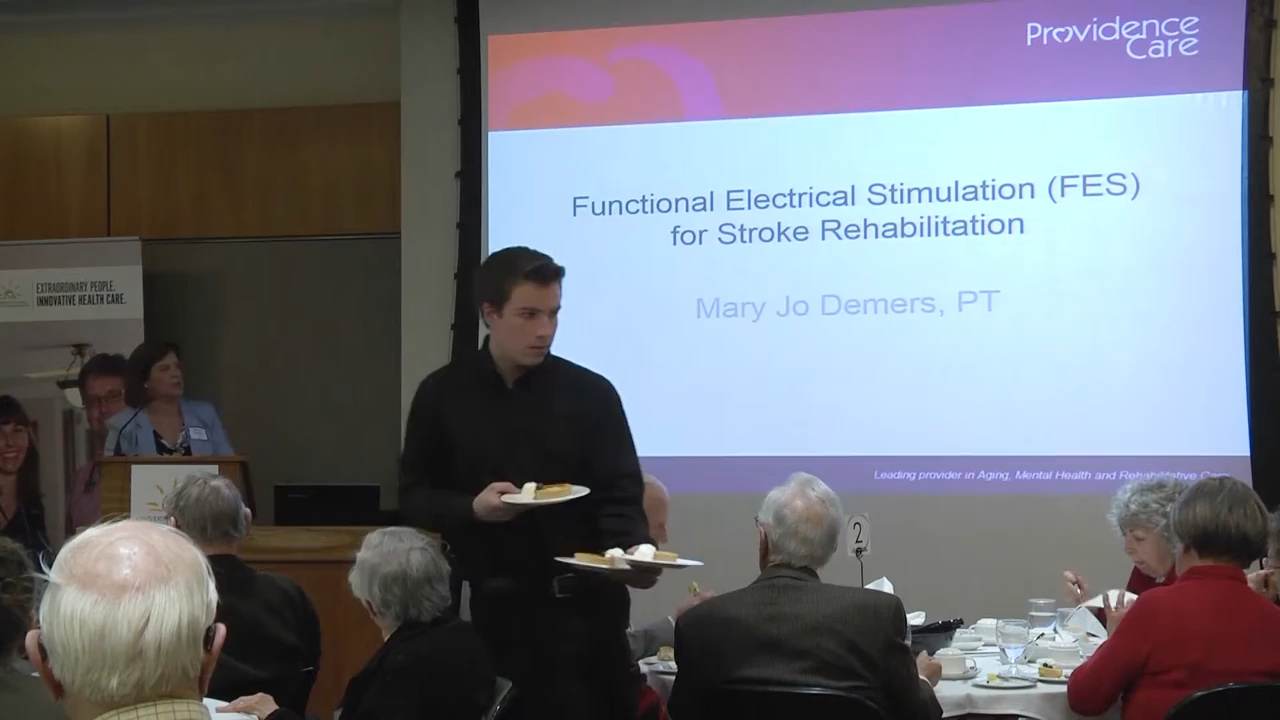 Providence
Care
Functional Electrical Stimulation (FES)
for Stroke Rehabilitation
Mary Jo Demers, PT
Leading provider in Aging, Mental Health and Rehabilitative Care
EXTRAORDINARY PEOPLE.
INNOVATIVE HEALTH CARE.
2